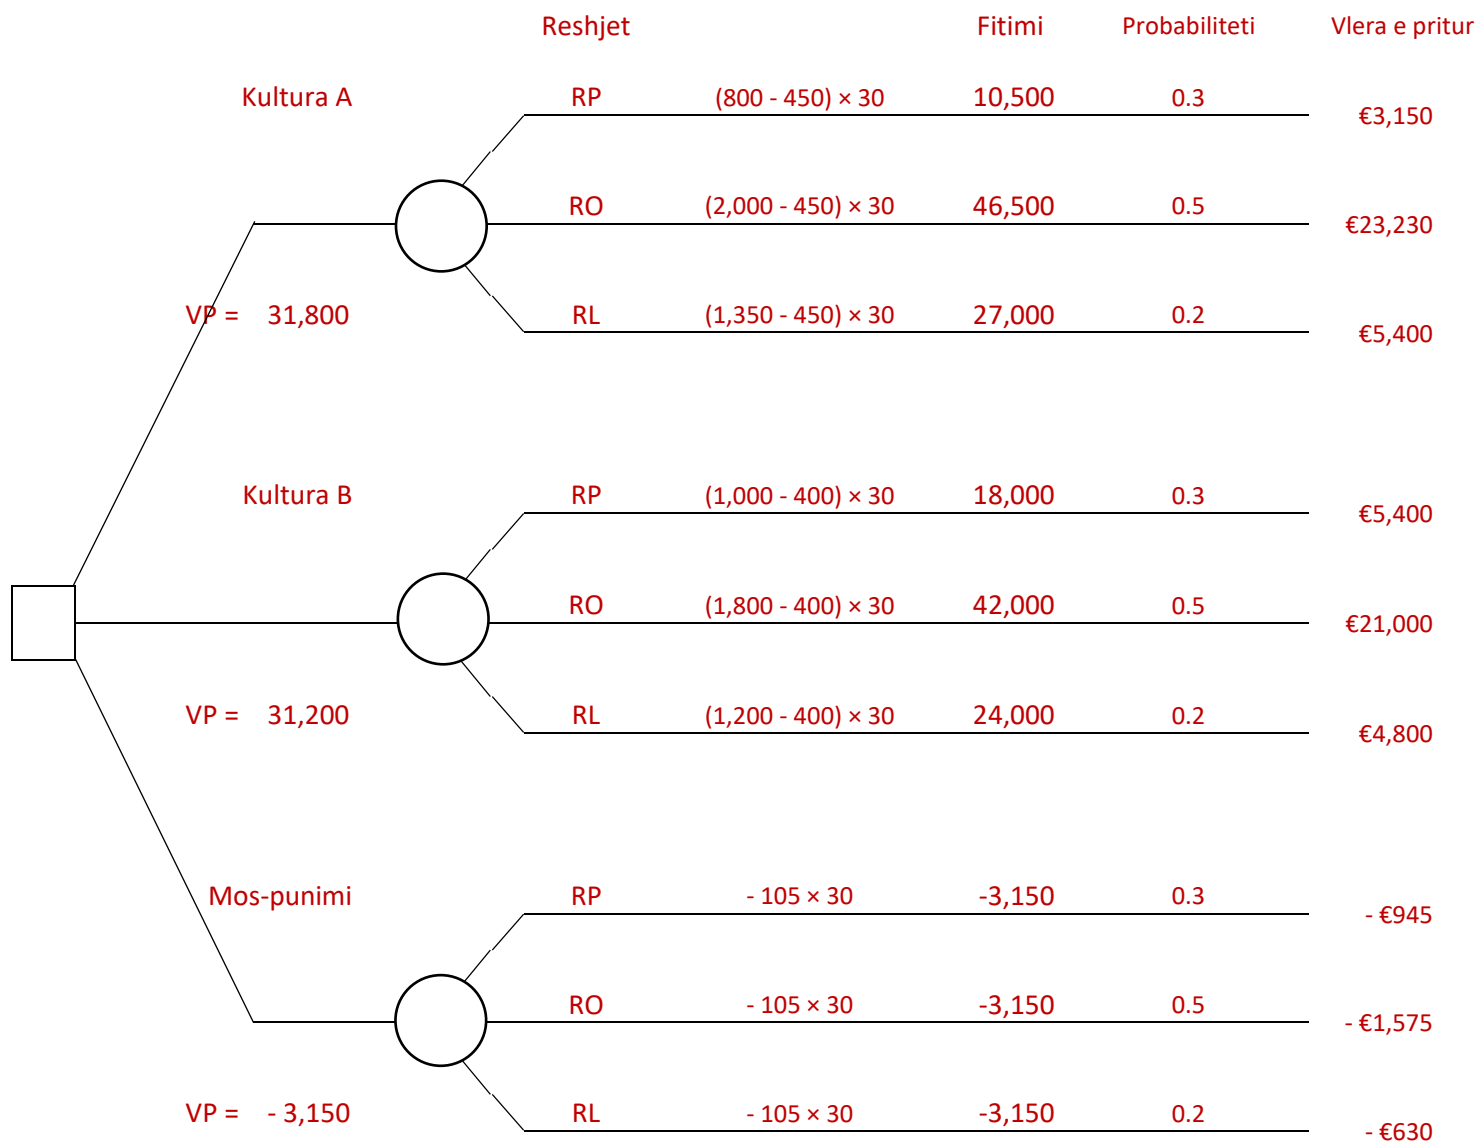 Reshjet Fitimi Probabiliteti Vlera e pritur
Kultura A RP (800 - 450) × 30 10,500 0.3 €3,150
RO (2,000 - 450) × 30 46,500 0.5 €23,230
VP = 31,800 RL (1,350 - 450) × 30 27,000 0.2 €5,400
Kultura B RP (1,000 - 400) × 30 18,000 0.3 €5,400
RO (1,800 - 400) × 30 42,000 0.5 €21,000
VP = 31,200 RL (1,200 - 400) × 30 24,000 0.2 €4,800
Mos-punimi RP - 105 × 30 -3,150 0.3 - €945
RO - 105 × 30 -3,150 0.5 - €1,575
VP = - 3,150 RL - 105 × 30 -3,150 0.2 - €630